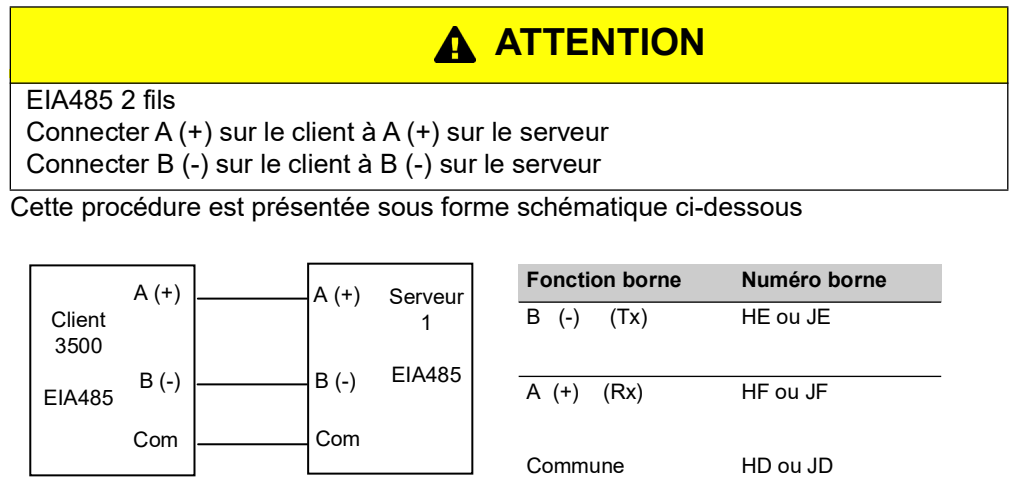 ATTENTION
EIA485 2 fils
Connecter A (+) sur le client à A (+) sur le serveur
Connecter B (-) sur le client à B (-) sur le serveur
Cette procédure est présentée sous forme schématique ci-dessous
Client
3500
EIA485
A (+)
B (-)
Com
A (+)
B (-)
Com
Serveur
1
EIA485
Fonction borne Numéro borne
B (-) (Tx) HE ou JE
A (+) (Rx) HF ou JF
Commune HD ou JD